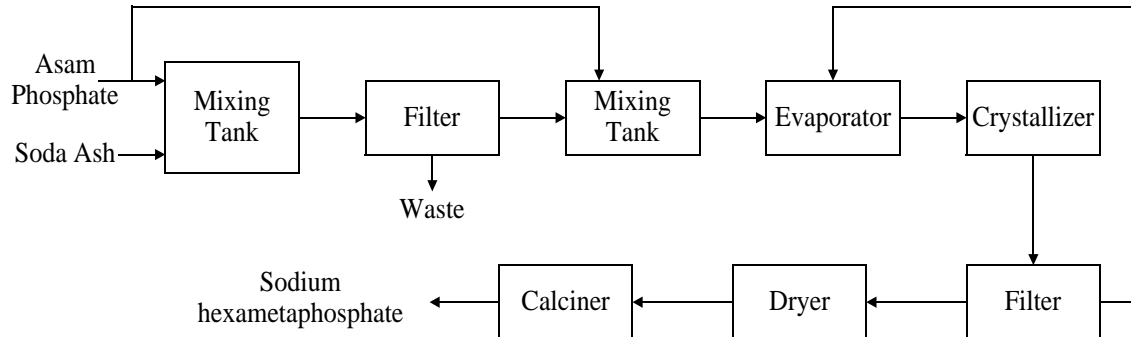 Asam
Phosphate
Soda Ash
Mixing
Tank
Filter
Waste
Mixing
Tank
Evaporator
Crystallizer
Sodium
hexametaphosphate
Calciner
Dryer
Filter